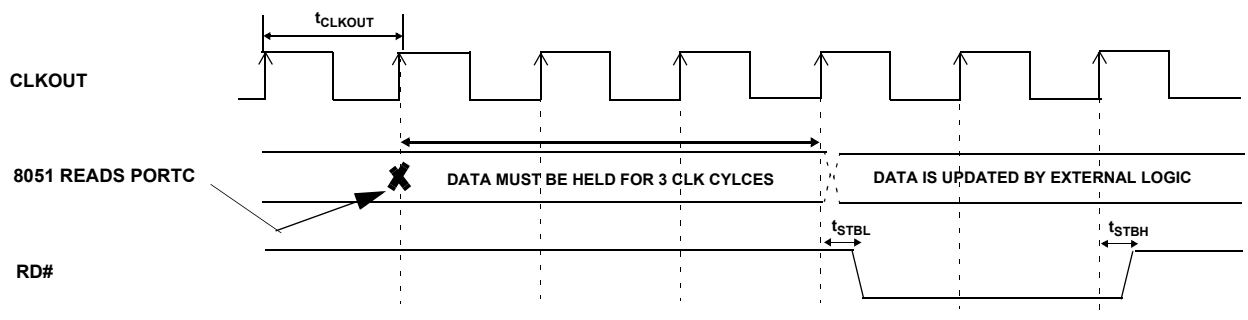 tCLKOUT
CLKOUT
8051 READS PORTC
DATA MUST BE HELD FOR 3 CLK CYLCES
DATA IS UPDATED BY EXTERNAL LOGIC
tSTBL
tSTBH
RD#